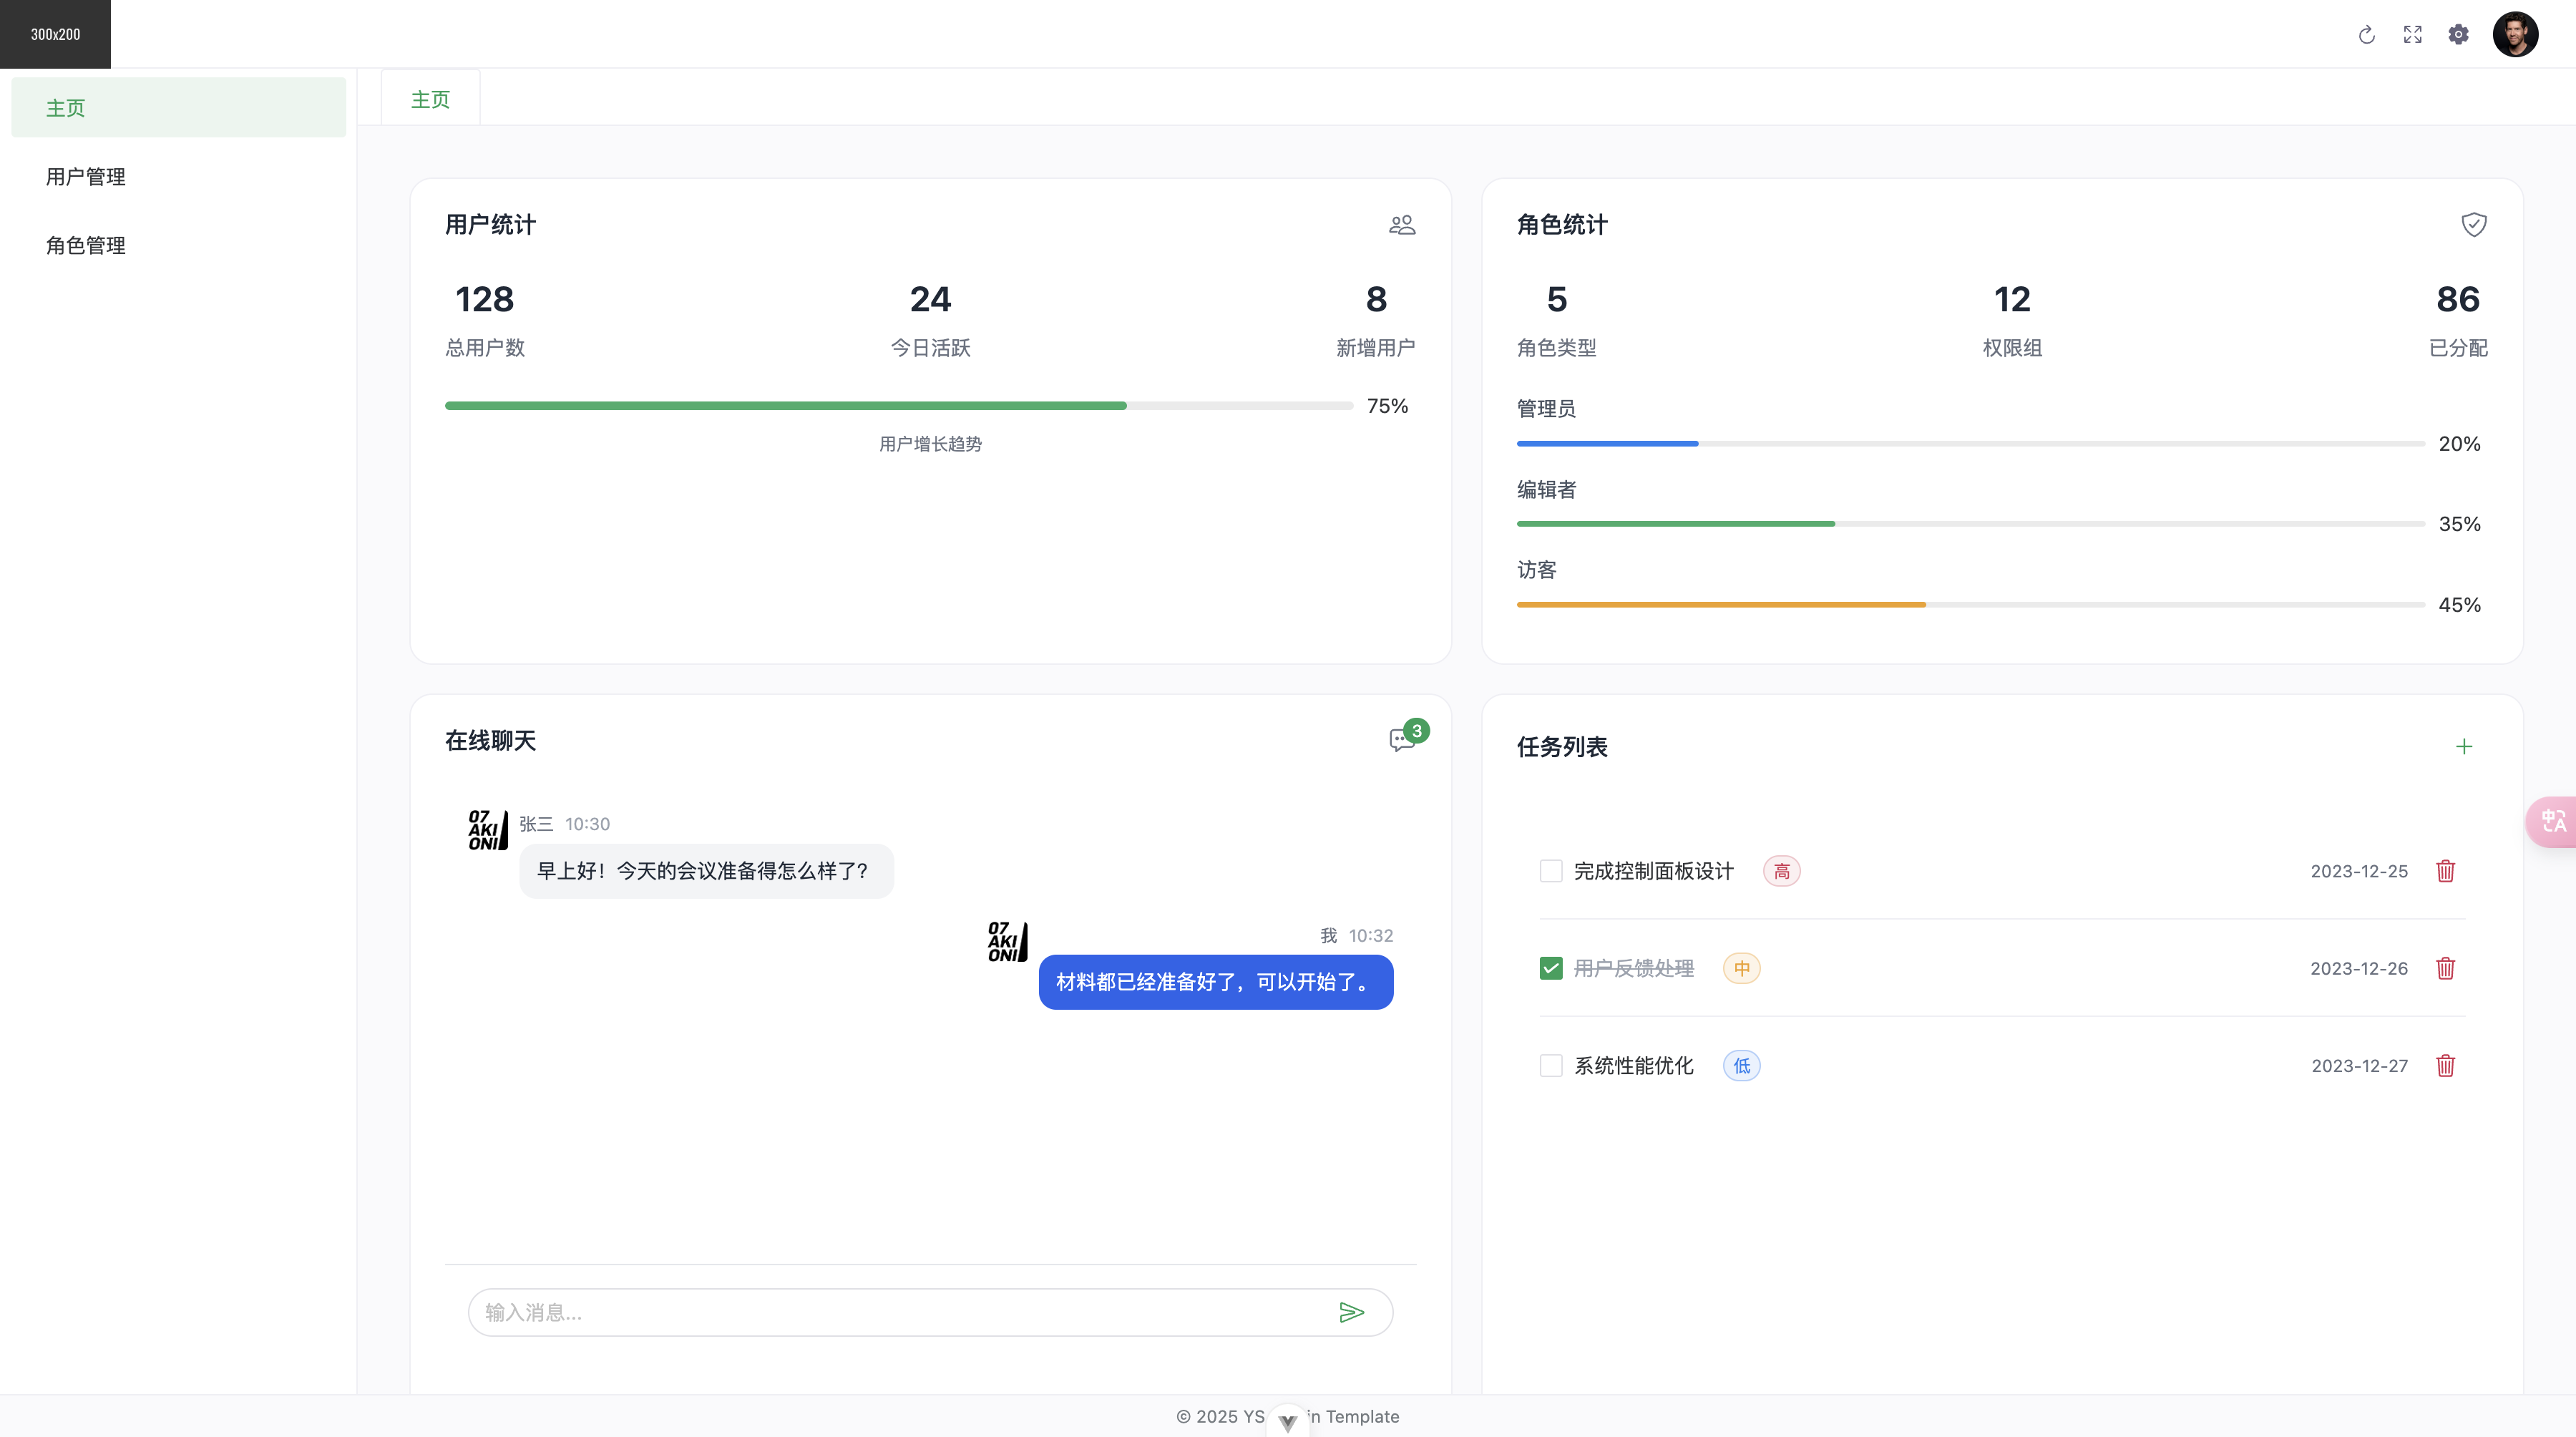 300x200
主页
用户管理
角色管理
主页
用户统计
128
24
8
总用户数
今日活跃
新增用户
75%
用户增长趋势
角色统计
5
12
86
角色类型
权限组
已分配
管理员
20%
编辑者
35%
访客
45%
在线聊天
3
07
AKI
ONI
张三 10:30
早上好！今天的会议准备得怎么样了?
07
AKI
ONI
我 10:32
材料都已经准备好了，可以开始了。
输入消息...
任务列表
完成控制面板设计 高 2023-12-25
用户反馈处理 中 2023-12-26
系统性能优化 低 2023-12-27
中A
© 2025 YS in Template